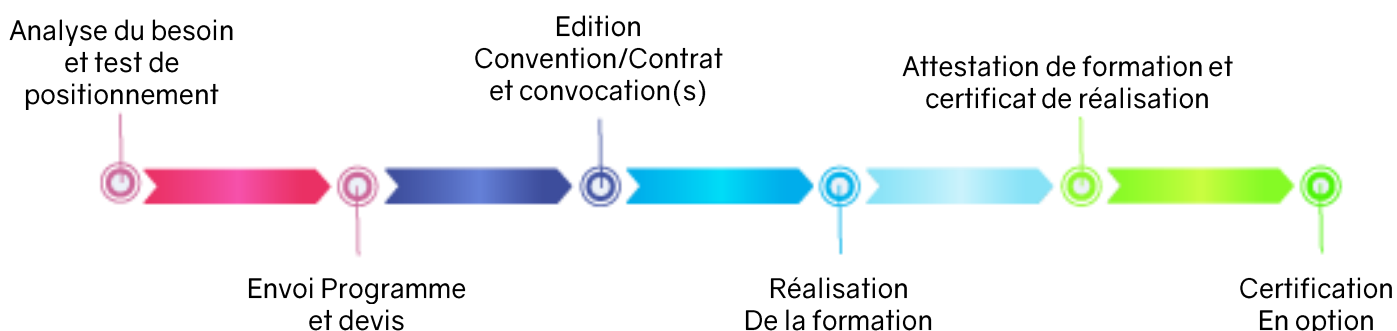 Analyse du besoin
et test de
positionnement
Envoi Programme
et devis
Edition
Convention/Contrat
et convocation(s)
Réalisation
De la formation
Attestation de formation et
certificat de réalisation
Certification
En option